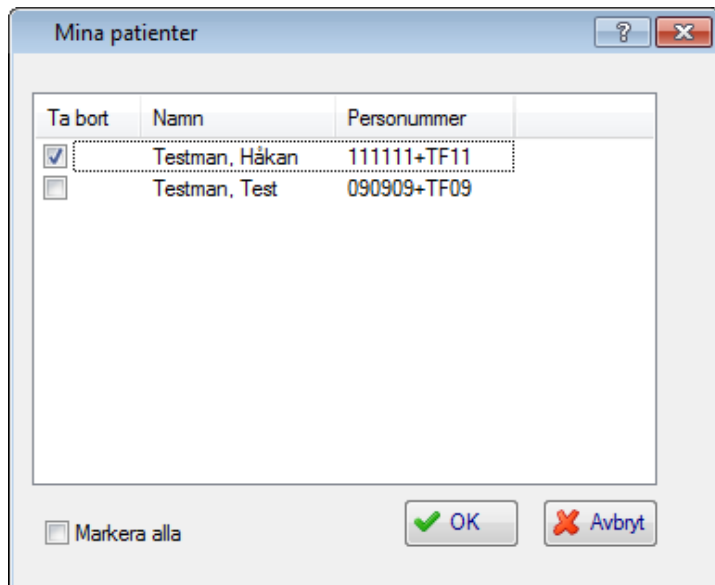 Mina patienter
Ta bort Namn Personummer
Testman, Håkan 111111+TF11
Testman, Test 090909+TF09
Markera alla OK Avbryt